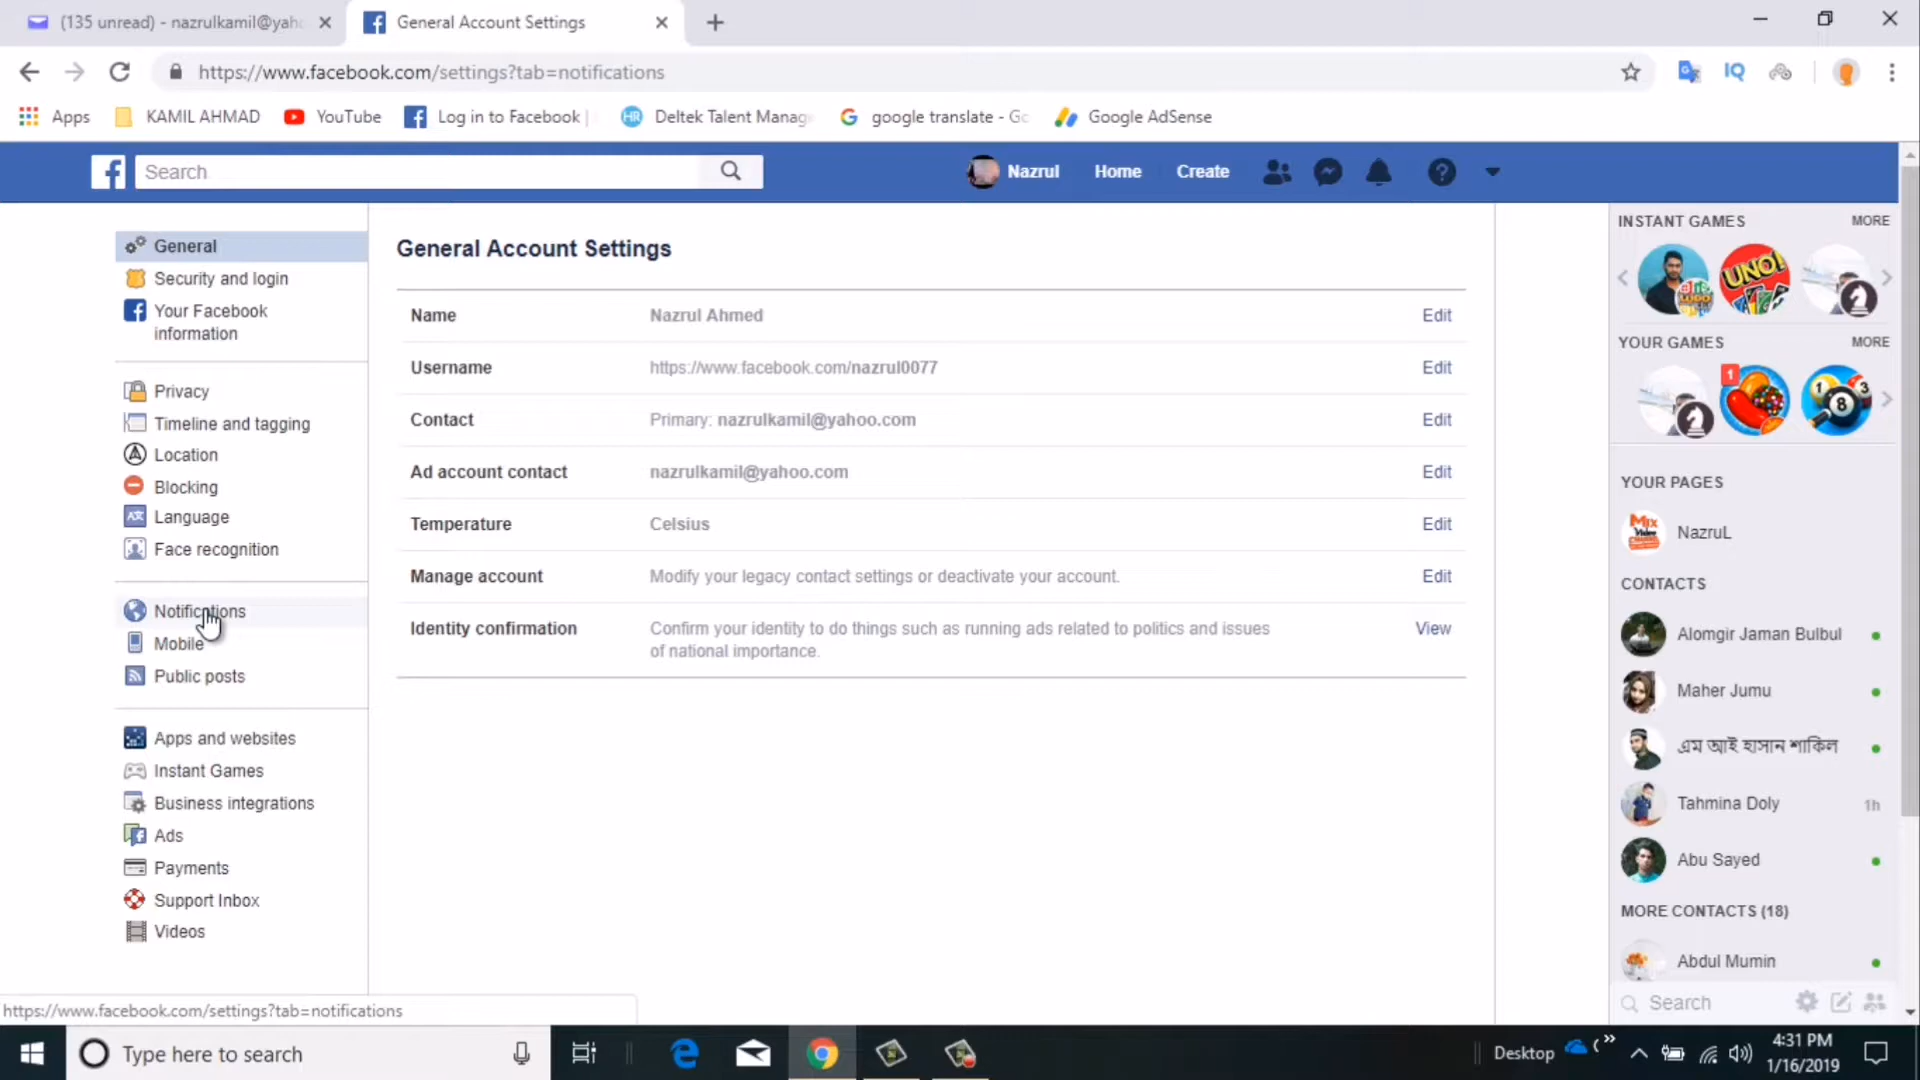 (135 unread) - nazrulkamil@yaho
General Account Settings
https://www.facebook.com/settings?tab=notifications
IQ
Apps
KAMIL AHMAD
YouTube
Log in to Facebook |
HR
Deltek Talent Manag
google translate - Go
Google AdSense
Search
Nazrul
Home
Create
General
Security and login
Your Facebook
information
Privacy
Timeline and tagging
Location
Blocking
Language
Face recognition
Notifications
Mobile
Public posts
Apps and websites
Instant Games
Business integrations
Ads
Payments
Support Inbox
Videos
General Account Settings
Name Nazrul Ahmed Edit
Username https://www.facebook.com/nazrul0077 Edit
Contact Primary: nazrulkamil@yahoo.com Edit
Ad account contact nazrulkamil@yahoo.com Edit
Temperature Celsius Edit
Manage account Modify your legacy contact settings or deactivate your account. Edit
Identity confirmation Confirm your identity to do things such as running ads related to politics and issues View
of national importance.
INSTANT GAMES MORE
UNO!
YOUR GAMES MORE
1
8
YOUR PAGES
Mix
Video
NazruL
CONTACTS
Alomgir Jaman Bulbul
Maher Jumu
এম আই হাসান শাকিল
Tahmina Doly 1h
Abu Sayed
MORE CONTACTS (18)
Abdul Mumin
Search
https://www.facebook.com/settings?tab=notifications
Type here to search
Desktop
4:31 PM
1/16/2019